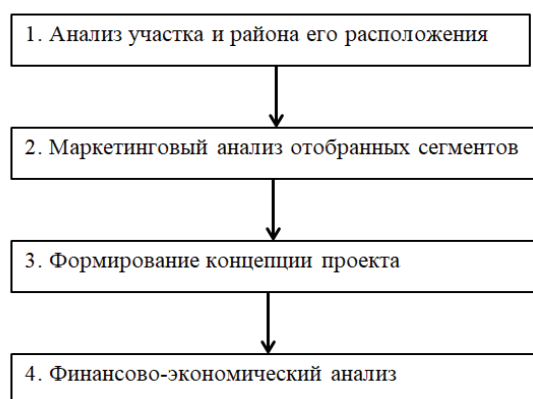 1. Анализ участка и района его расположения
2. Маркетинговый анализ отобранных сегментов
3. Формирование концепции проекта
4. Финансово-экономический анализ